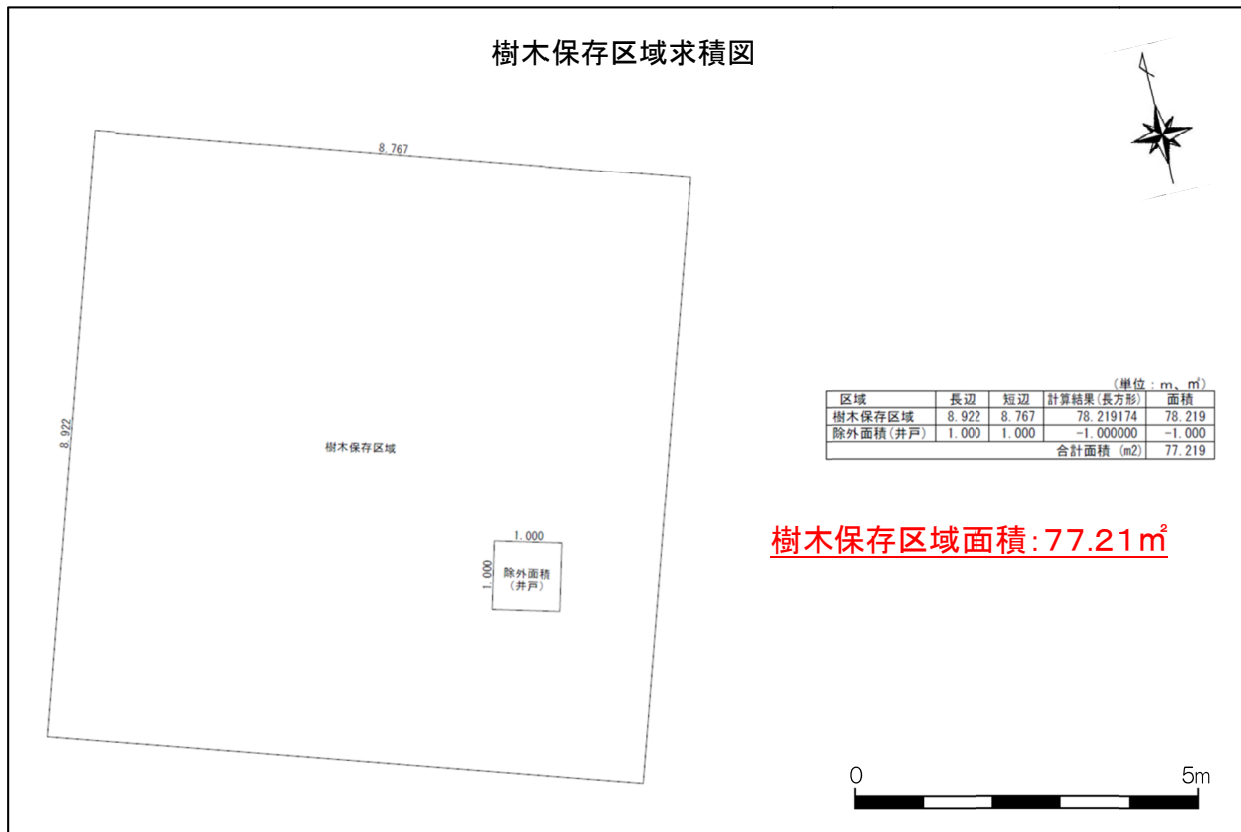 樹木保存区域求積図
8.767
8.922
樹木保存区域
1.000
1.000
除外面積
(井戸)
(単位:m、㎡)
区域 長辺 短辺 計算結果(長方形) 面積
樹木保存区域 8.922 8.767 78.219174 78.219
除外面積(井戸) 1.000 1.000 -1.000000 -1.000
合計面積 (m2) 77.219
樹木保存区域面積:77.21㎡
0 5m